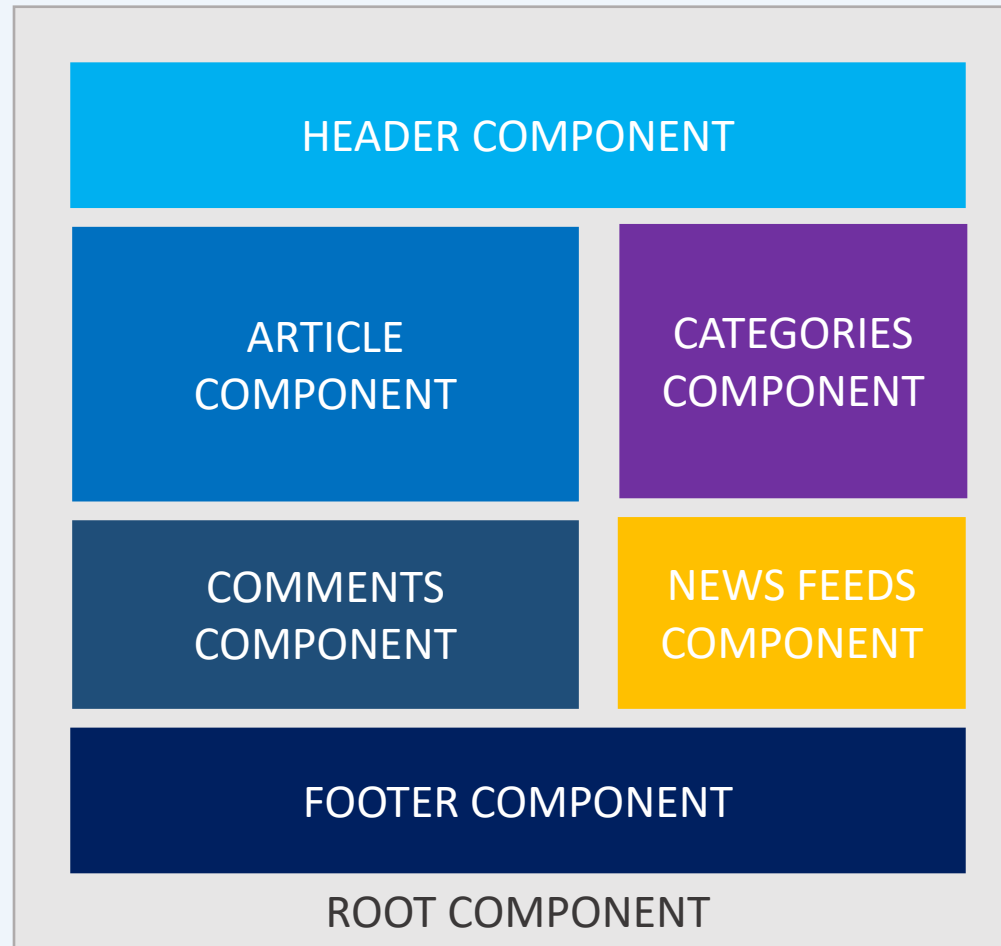 HEADER COMPONENT
ARTICLE
COMPONENT
CATEGORIES
COMPONENT
COMMENTS
COMPONENT
NEWS FEEDS
COMPONENT
FOOTER COMPONENT
ROOT COMPONENT